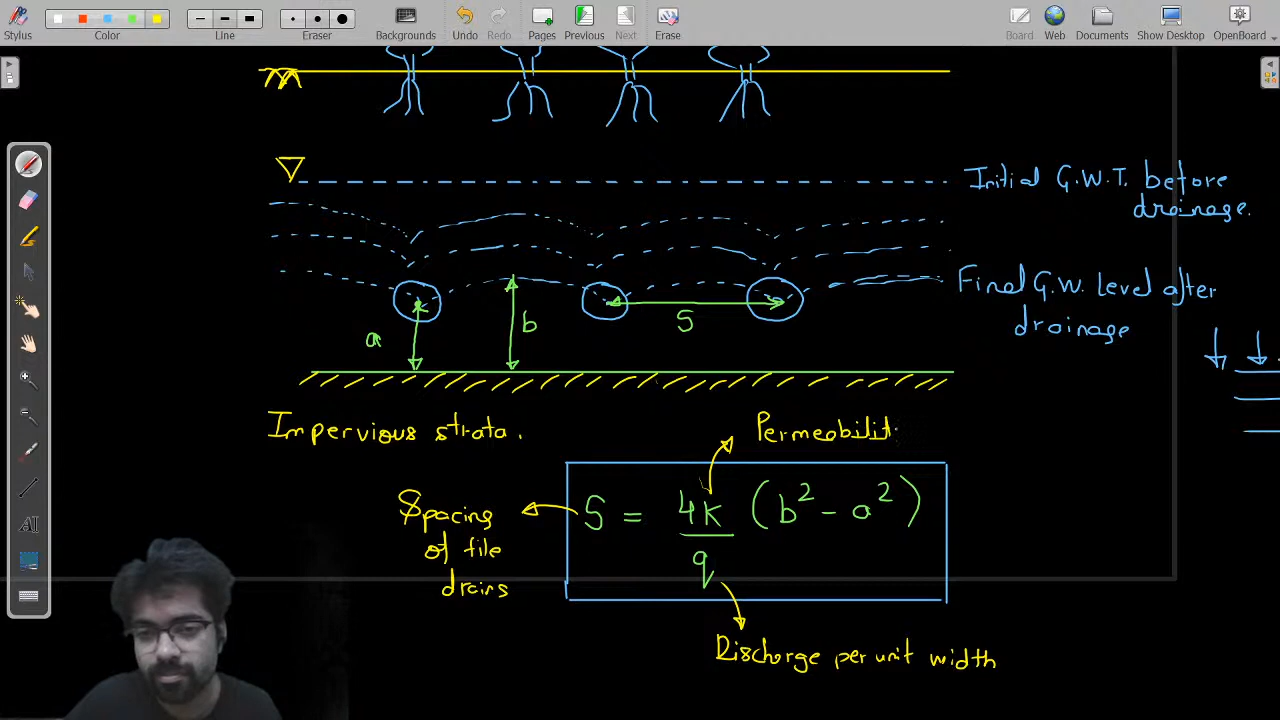 Stylus
Color
Line
Eraser
Backgrounds
Undo
Redo
Pages
Previous
Next
Erase
Board
Web
Documents
Show Desktop
OpenBoard
Initial G.W.T. before
drainage.
Final G.W. Level after
drainage
a
b
S
Impervious strata.
Permeabilit
Spacing
of tile
drains
S = 4k/q (b² - a²)
Discharge per unit width